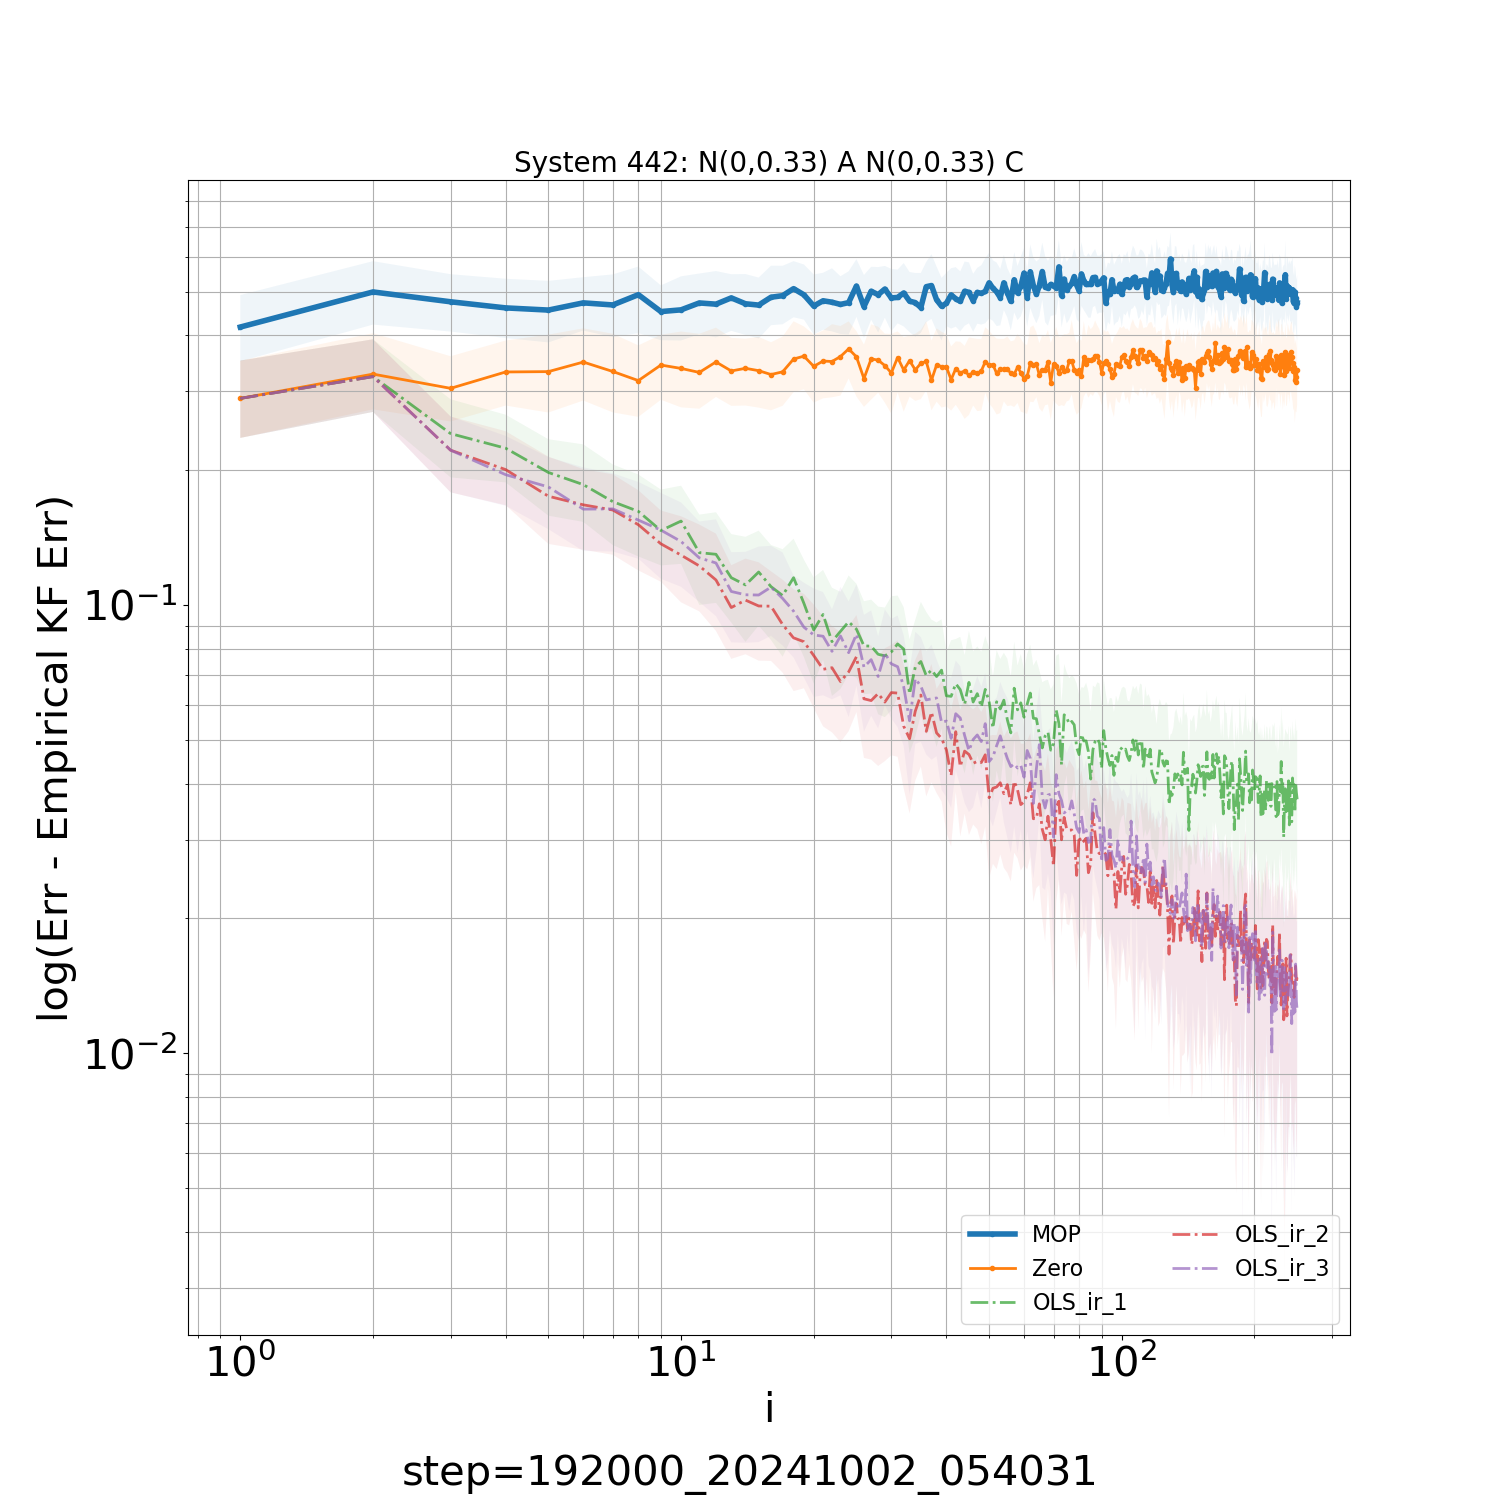 System 442: N(0,0.33) A N(0,0.33) C
log(Err - Empirical KF Err)
10⁻¹
10⁻²
MOP
Zero
OLS_ir_1
OLS_ir_2
OLS_ir_3
10⁰ 10¹ 10²
i
step=192000_20241002_054031